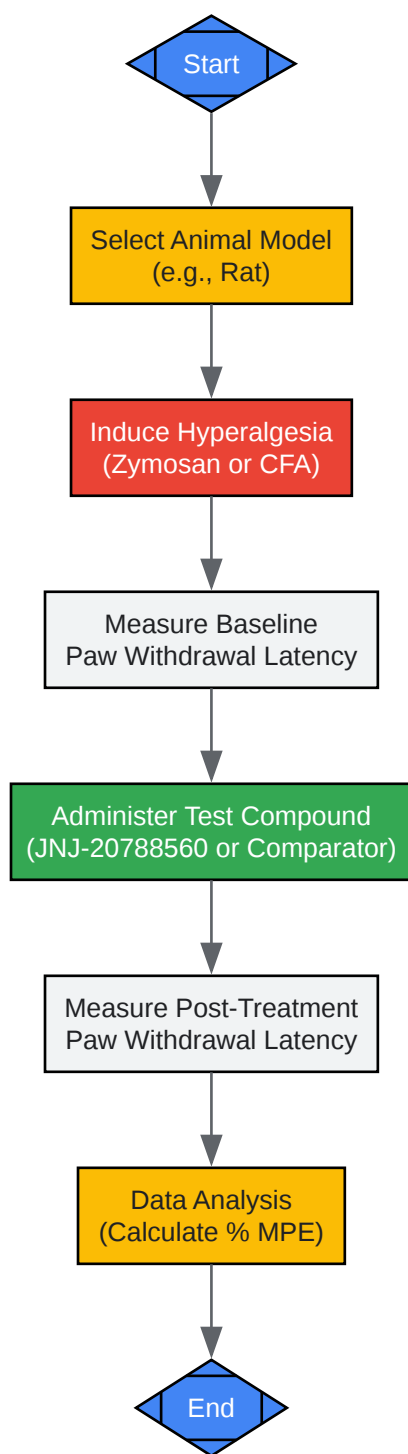 Start
Select Animal Model
(e.g., Rat)
Induce Hyperalgesia
(Zymosan or CFA)
Measure Baseline
Paw Withdrawal Latency
Administer Test Compound
(JNJ-20788560 or Comparator)
Measure Post-Treatment
Paw Withdrawal Latency
Data Analysis
(Calculate % MPE)
End